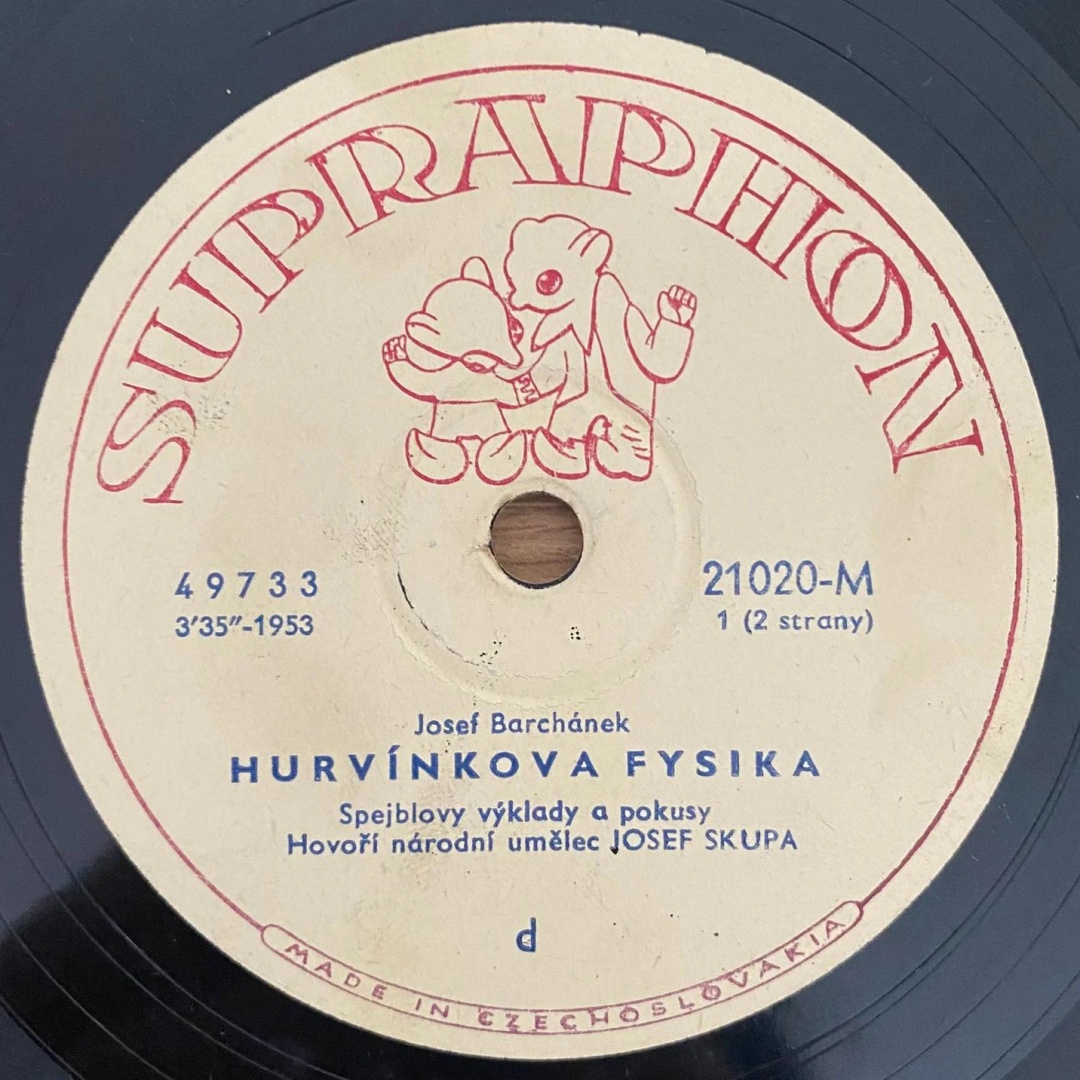 SUPRAPHON
49733
3'35"-1953
21020-M
1 (2 strany)
Josef Barchánek
HURVÍNKOVA FYSIKA
Spejblovy výklady a pokusy
Hovoří národní umělec JOSEF SKUPA
d
MADE IN CZECHOSLOVAKIA